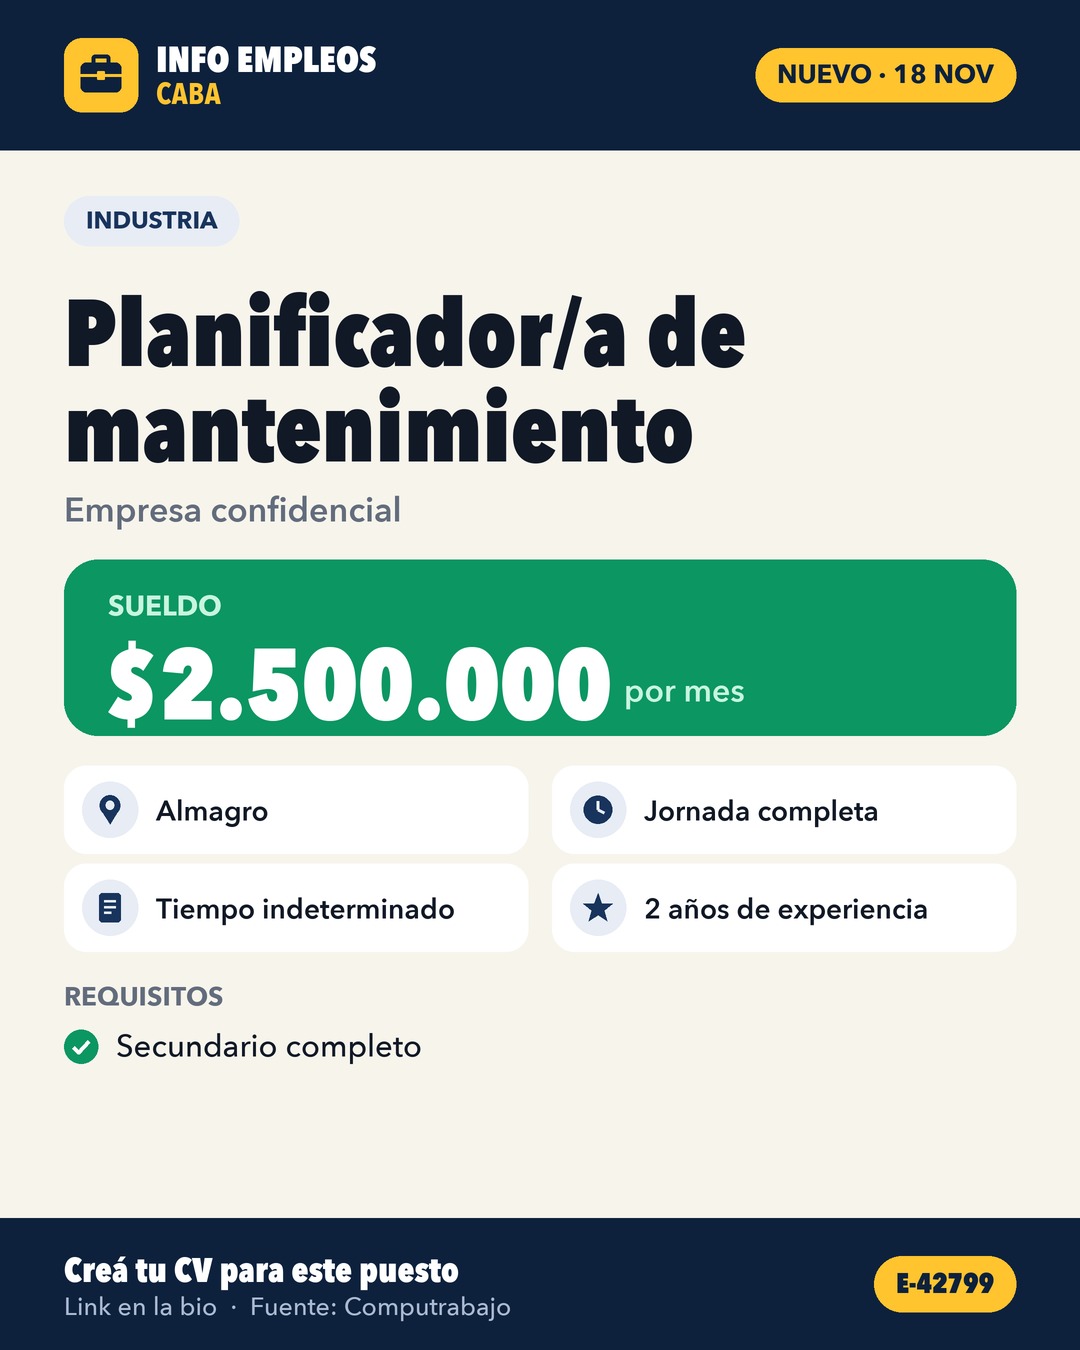 INFO EMPLEOS
CABA
NUEVO · 18 NOV
INDUSTRIA
Planificador/a de
mantenimiento
Empresa confidencial
SUELDO
$2.500.000 por mes
Almagro
Jornada completa
Tiempo indeterminado
2 años de experiencia
REQUISITOS
Secundario completo
Creá tu CV para este puesto
Link en la bio · Fuente: Computrabajo
E-42799